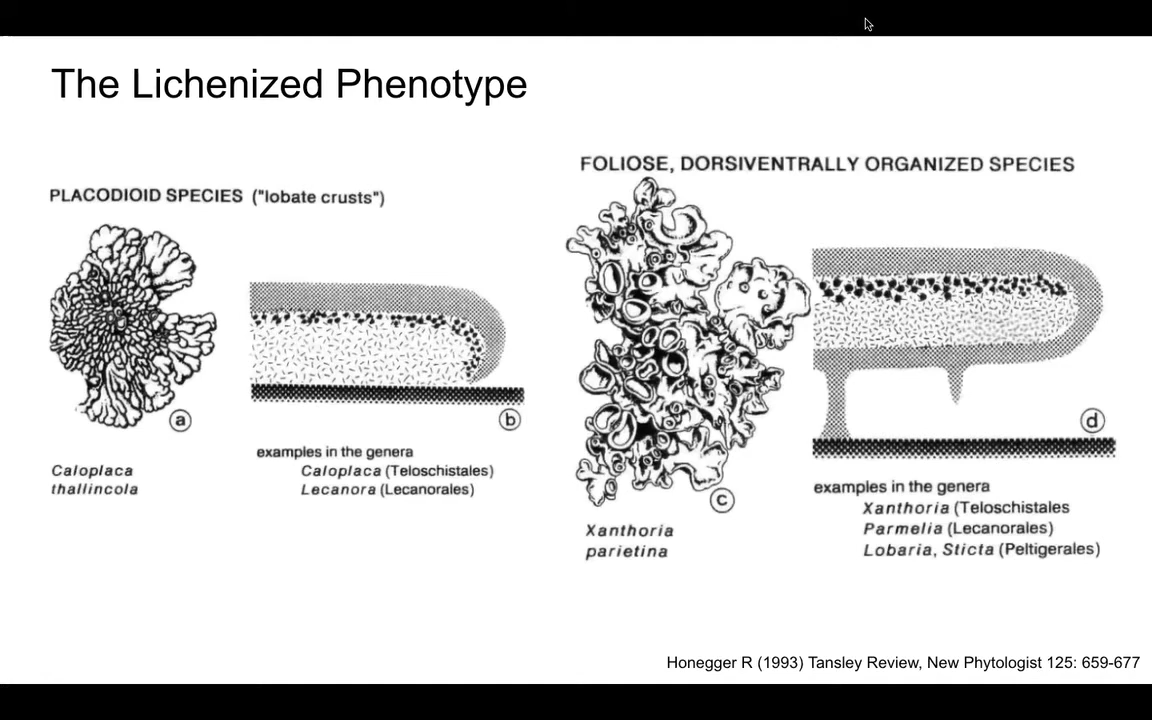 The Lichenized Phenotype
PLACODIOID SPECIES ("lobate crusts")
a
b
Caloplaca
thallincola
examples in the genera
Caloplaca (Teloschistales)
Lecanora (Lecanorales)
FOLIOSE, DORSIVENTRALLY ORGANIZED SPECIES
c
d
Xanthoria
parietina
examples in the genera
Xanthoria (Teloschistales
Parmelia (Lecanorales)
Lobaria, Sticta (Peltigerales)
Honegger R (1993) Tansley Review, New Phytologist 125: 659-677